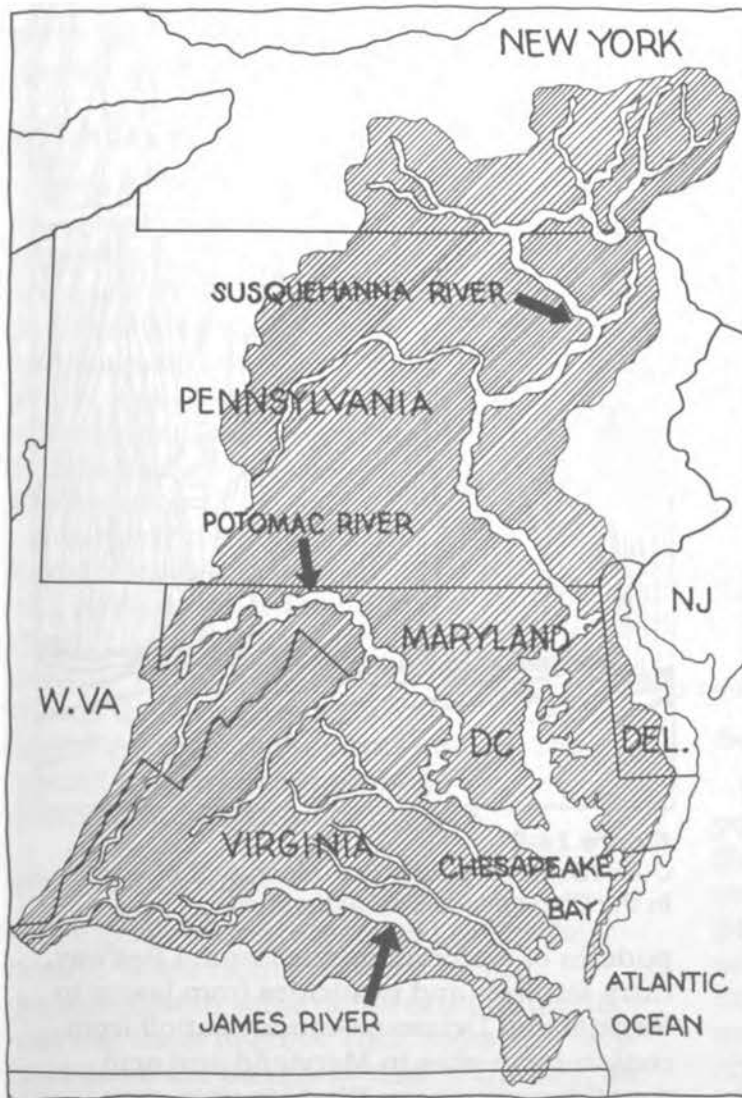 NEW YORK
SUSQUEHANNA RIVER
PENNSYLVANIA
POTOMAC RIVER
NJ
MARYLAND
W.VA
DC
DEL.
VIRGINIA
CHESAPEAKE
BAY
JAMES RIVER
ATLANTIC
OCEAN